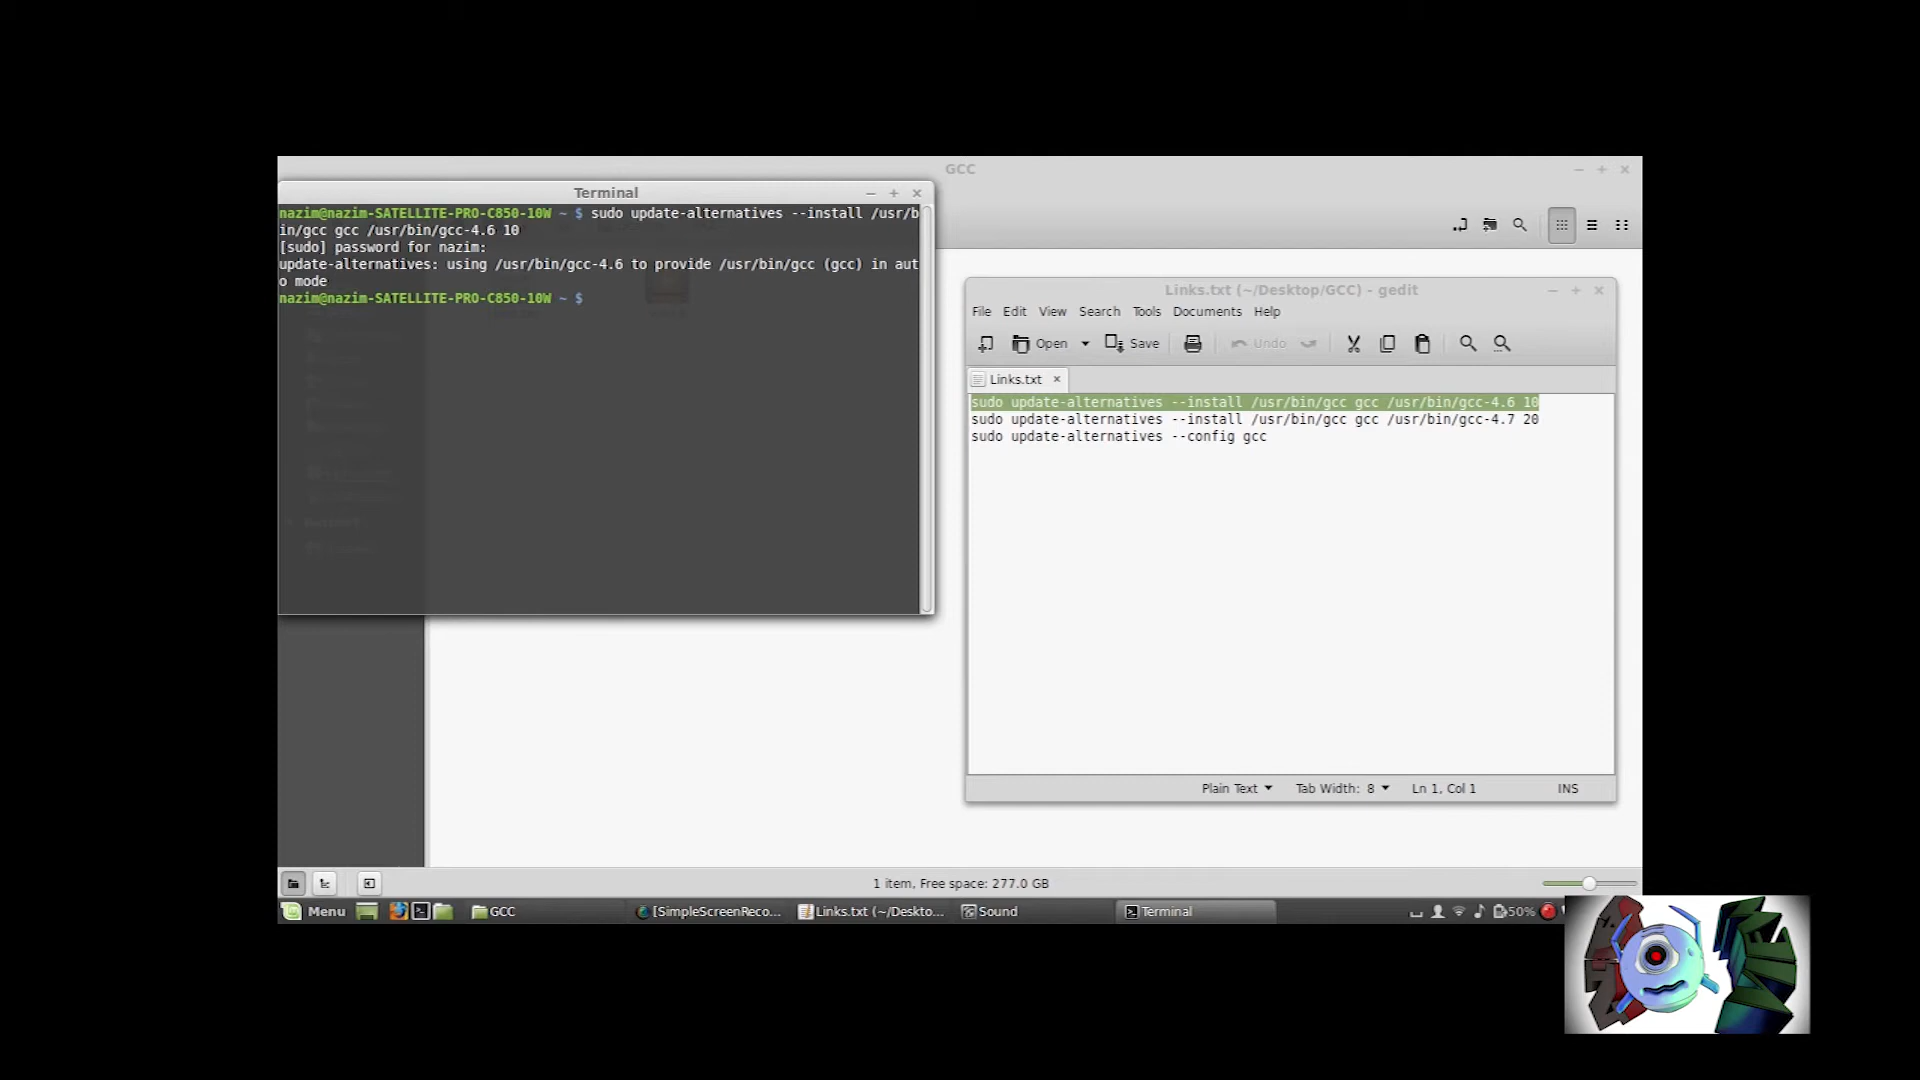 GCC
Terminal
nazim@nazim-SATELLITE-PRO-C850-10W ~ $ sudo update-alternatives --install /usr/b
in/gcc gcc /usr/bin/gcc-4.6 10
[sudo] password for nazim:
update-alternatives: using /usr/bin/gcc-4.6 to provide /usr/bin/gcc (gcc) in aut
o mode
nazim@nazim-SATELLITE-PRO-C850-10W ~ $
Links.txt (~/Desktop/GCC) - gedit
File Edit View Search Tools Documents Help
Open Save Undo
Links.txt
sudo update-alternatives --install /usr/bin/gcc gcc /usr/bin/gcc-4.6 10
sudo update-alternatives --install /usr/bin/gcc gcc /usr/bin/gcc-4.7 20
sudo update-alternatives --config gcc
Plain Text Tab Width: 8 Ln 1, Col 1 INS
1 item, Free space: 277.0 GB
Menu GCC [SimpleScreenReco... Links.txt (~/Deskto... Sound Terminal 50%